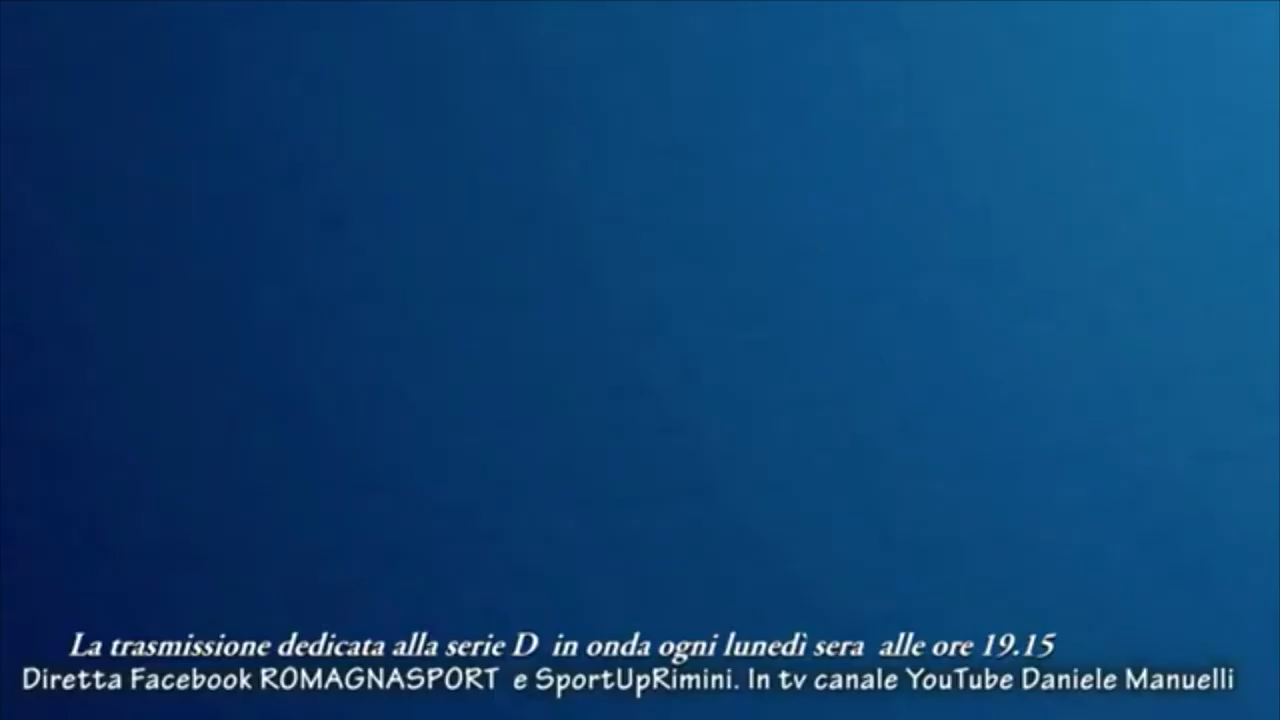 La trasmissione dedicata alla serie D in onda ogni lunedì sera alle ore 19.15
Diretta Facebook ROMAGNASPORT e SportUpRimini. In tv canale YouTube Daniele Manuelli